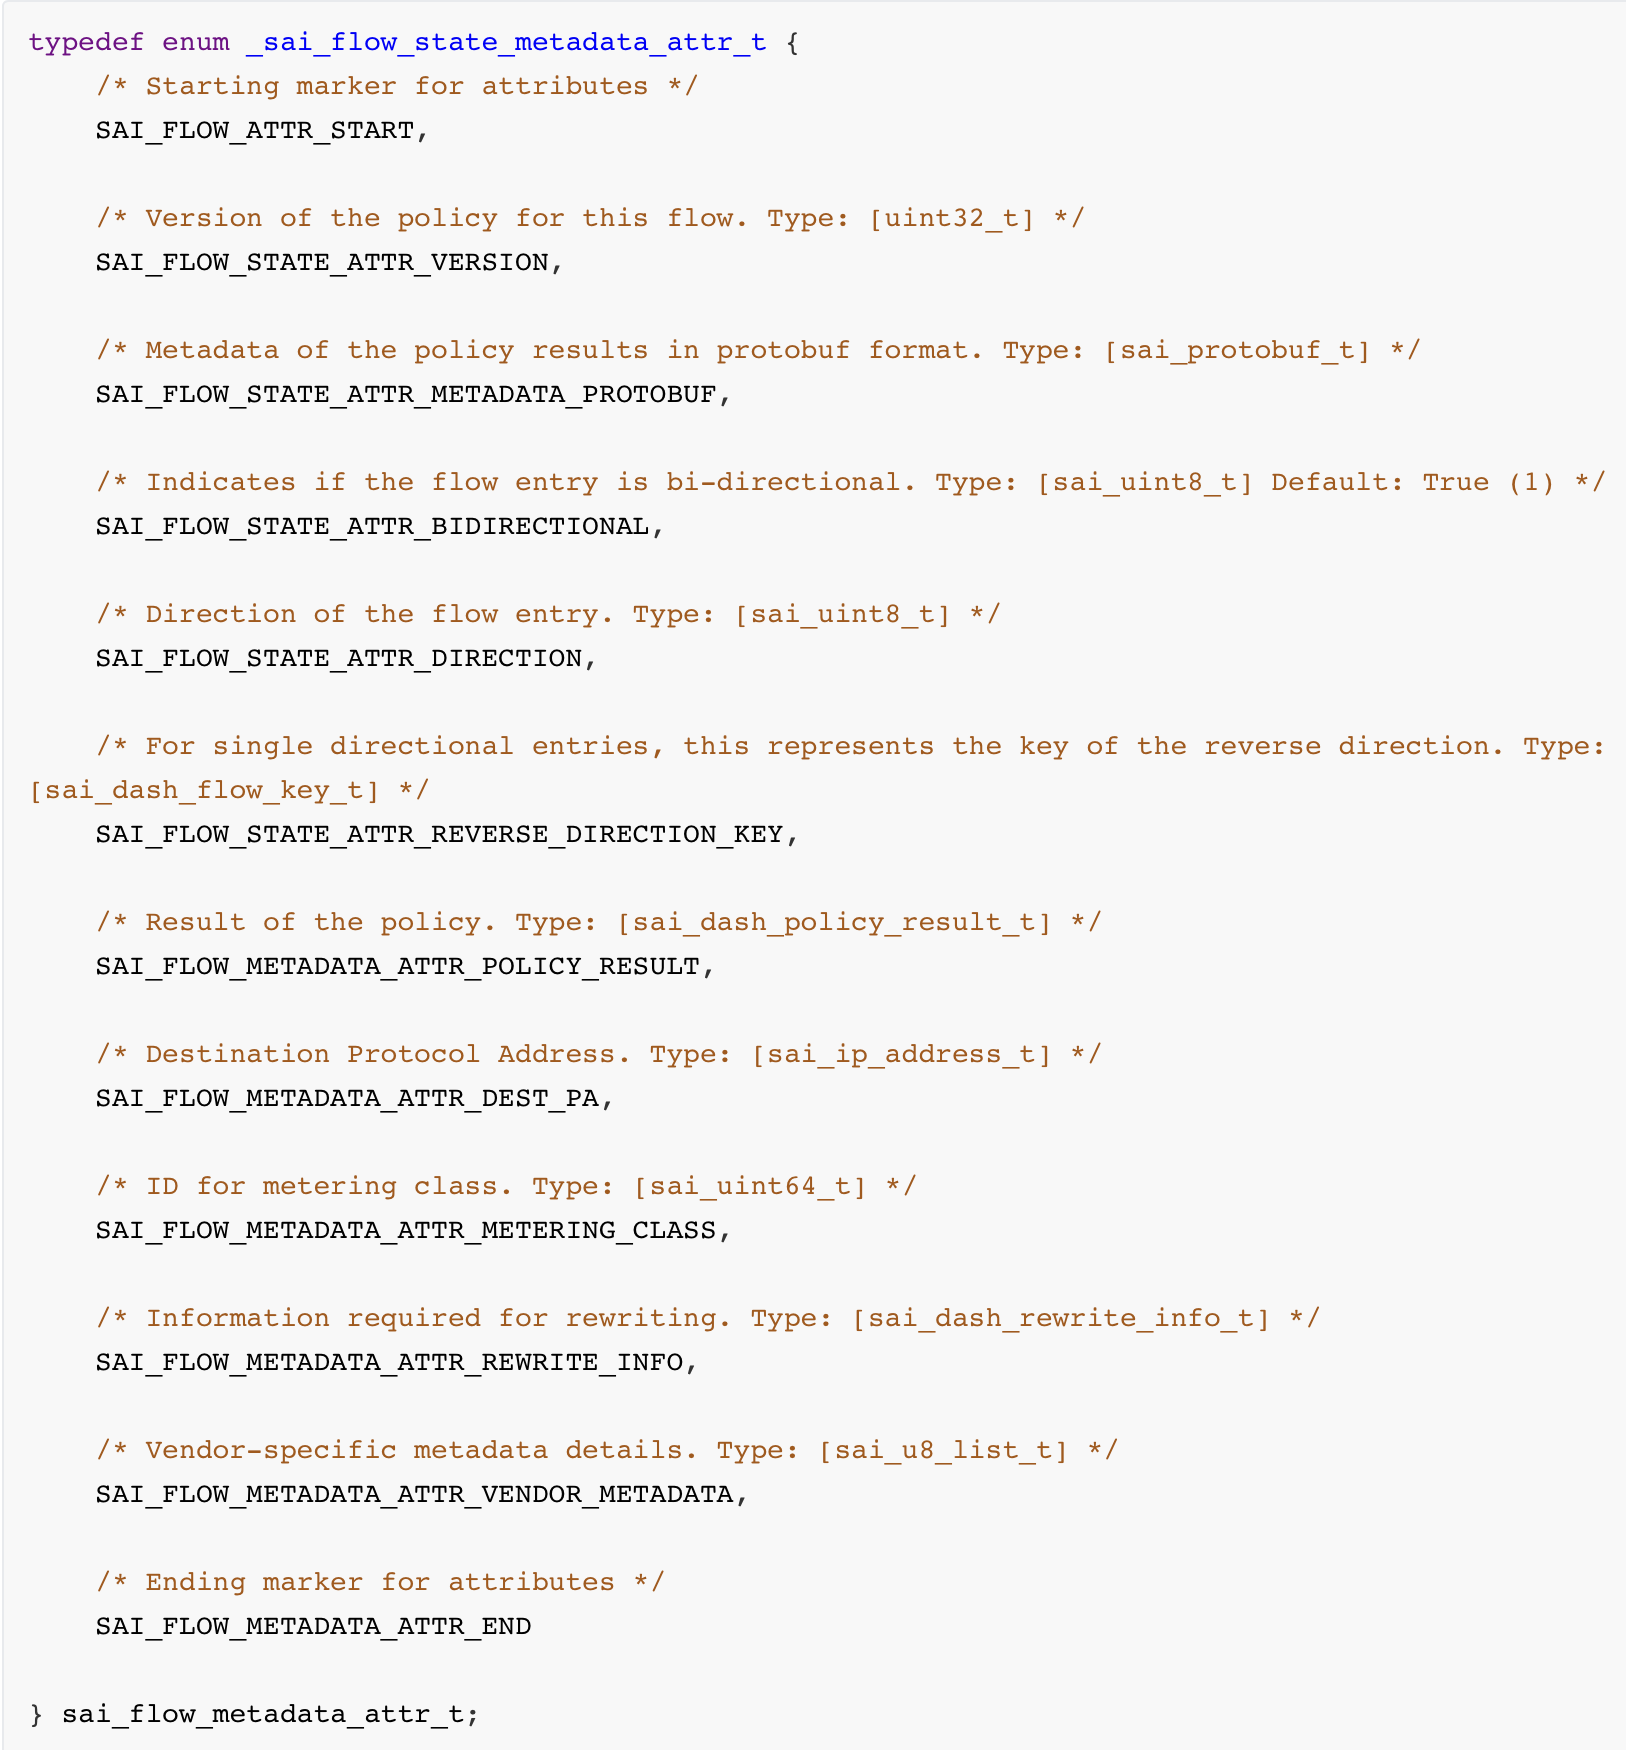 typedef enum _sai_flow_state_metadata_attr_t {
    /* Starting marker for attributes */
    SAI_FLOW_ATTR_START,

    /* Version of the policy for this flow. Type: [uint32_t] */
    SAI_FLOW_STATE_ATTR_VERSION,

    /* Metadata of the policy results in protobuf format. Type: [sai_protobuf_t] */
    SAI_FLOW_STATE_ATTR_METADATA_PROTOBUF,

    /* Indicates if the flow entry is bi-directional. Type: [sai_uint8_t] Default: True (1) */
    SAI_FLOW_STATE_ATTR_BIDIRECTIONAL,

    /* Direction of the flow entry. Type: [sai_uint8_t] */
    SAI_FLOW_STATE_ATTR_DIRECTION,

    /* For single directional entries, this represents the key of the reverse direction. Type:
[sai_dash_flow_key_t] */
    SAI_FLOW_STATE_ATTR_REVERSE_DIRECTION_KEY,

    /* Result of the policy. Type: [sai_dash_policy_result_t] */
    SAI_FLOW_METADATA_ATTR_POLICY_RESULT,

    /* Destination Protocol Address. Type: [sai_ip_address_t] */
    SAI_FLOW_METADATA_ATTR_DEST_PA,

    /* ID for metering class. Type: [sai_uint64_t] */
    SAI_FLOW_METADATA_ATTR_METERING_CLASS,

    /* Information required for rewriting. Type: [sai_dash_rewrite_info_t] */
    SAI_FLOW_METADATA_ATTR_REWRITE_INFO,

    /* Vendor-specific metadata details. Type: [sai_u8_list_t] */
    SAI_FLOW_METADATA_ATTR_VENDOR_METADATA,

    /* Ending marker for attributes */
    SAI_FLOW_METADATA_ATTR_END

} sai_flow_metadata_attr_t;